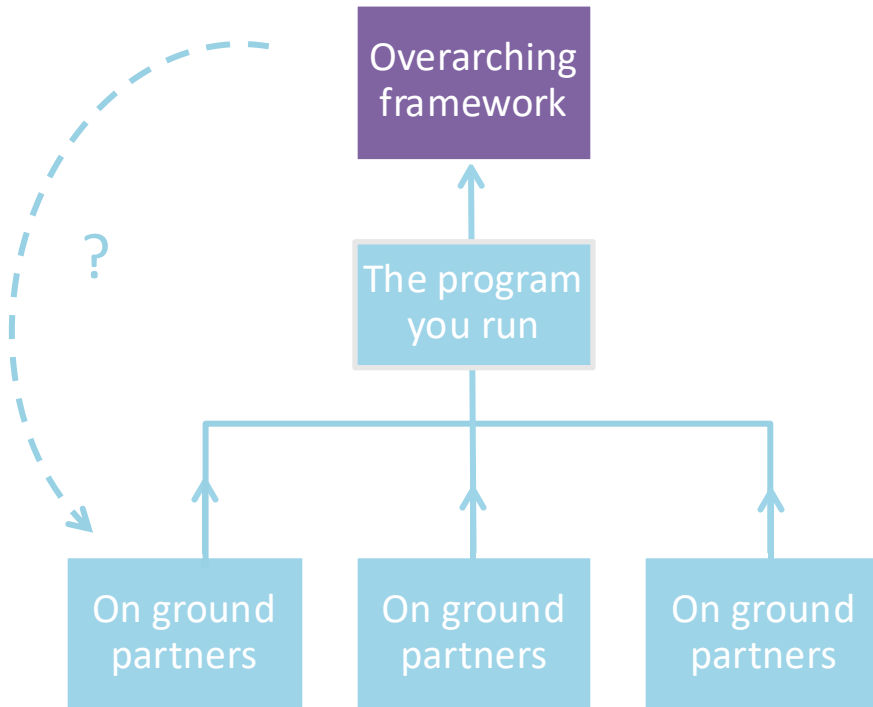 Overarching
framework
?
The program
you run
On ground
partners
On ground
partners
On ground
partners